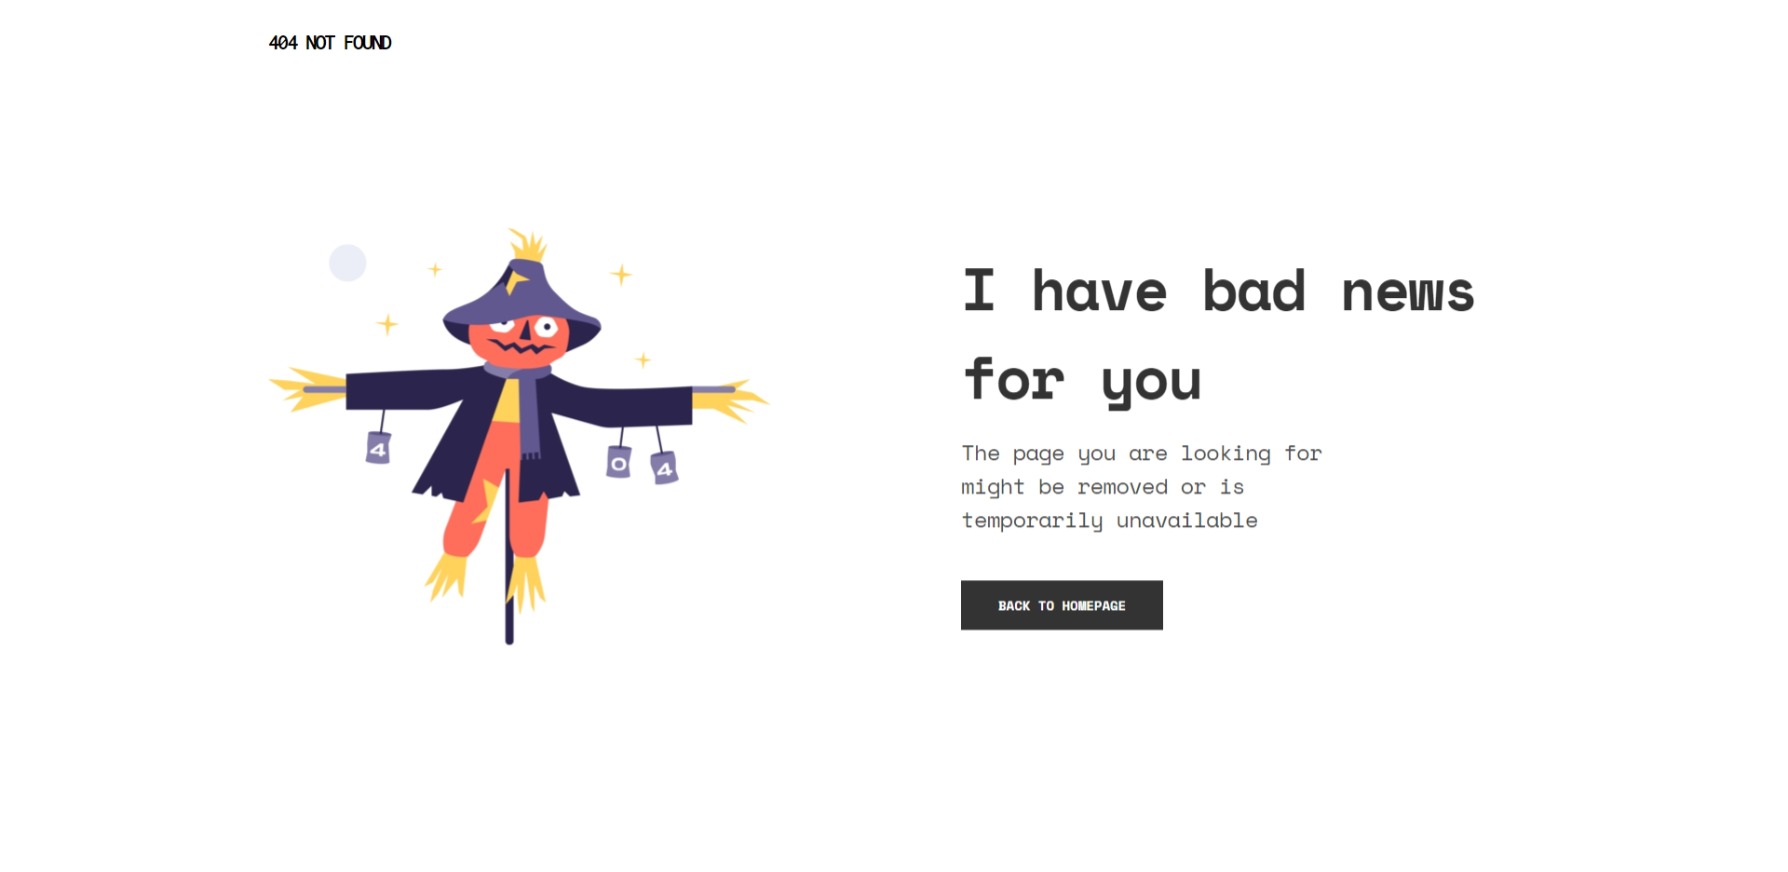 404 NOT FOUND
4
0
4
I have bad news
for you
The page you are looking for
might be removed or is
temporarily unavailable
BACK TO HOMEPAGE